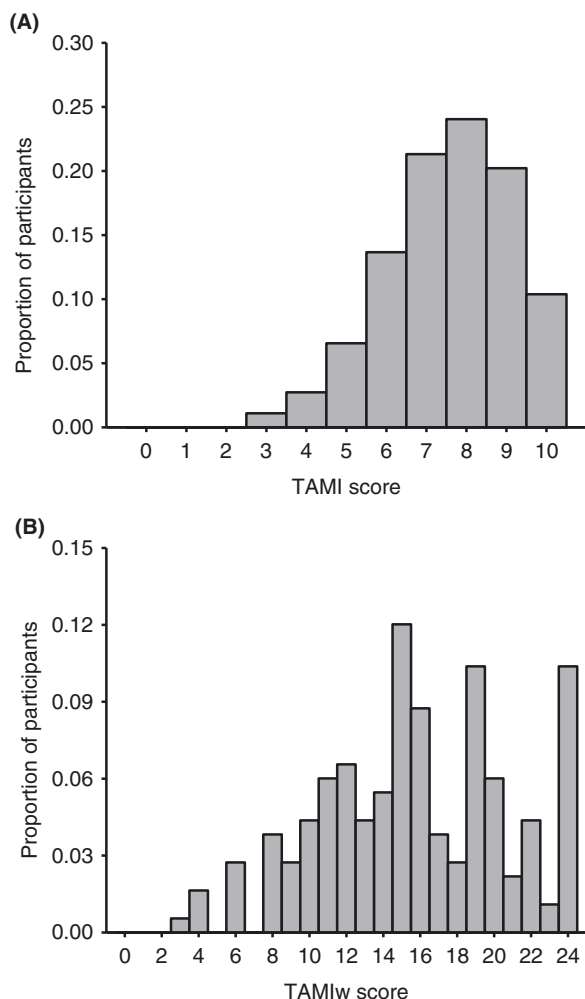 (A)
0.30
0.25
0.20
0.15
0.10
0.05
0.00
Proportion of participants
0 1 2 3 4 5 6 7 8 9 10
TAMI score
(B)
0.15
0.12
0.09
0.06
0.03
0.00
Proportion of participants
0 2 4 6 8 10 12 14 16 18 20 22 24
TAMIw score